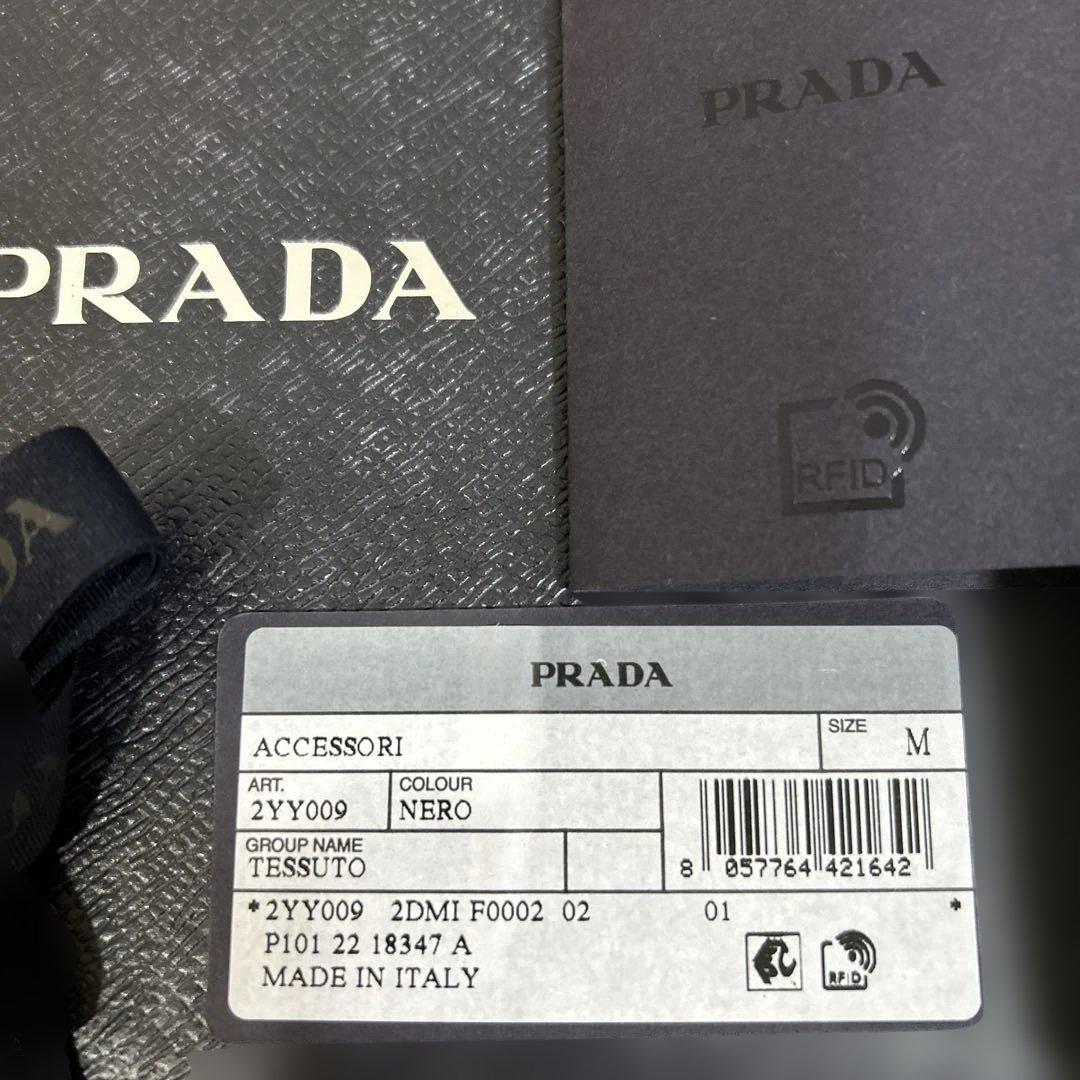 PRADA
RFID
PRADA
DA
PRADA
ACCESSORI
SIZE M
ART.
2YY009
COLOUR
NERO
GROUP NAME
TESSUTO
8 057764 421642
*2YY009 2DMI F0002 02 01 *
P101 22 18347 A
MADE IN ITALY
RFID